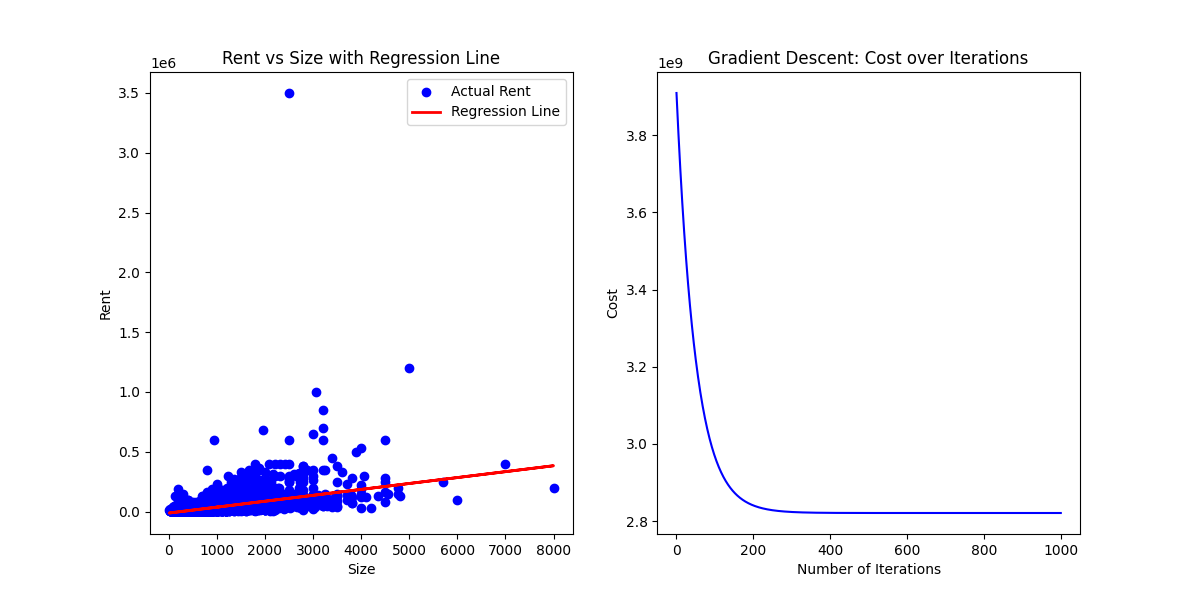 Rent vs Size with Regression Line
1e6
3.5
3.0
2.5
2.0
1.5
1.0
0.5
0.0
Rent
Actual Rent
Regression Line
0 1000 2000 3000 4000 5000 6000 7000 8000
Size
Gradient Descent: Cost over Iterations
1e9
3.8
3.6
3.4
3.2
3.0
2.8
Cost
0 200 400 600 800 1000
Number of Iterations